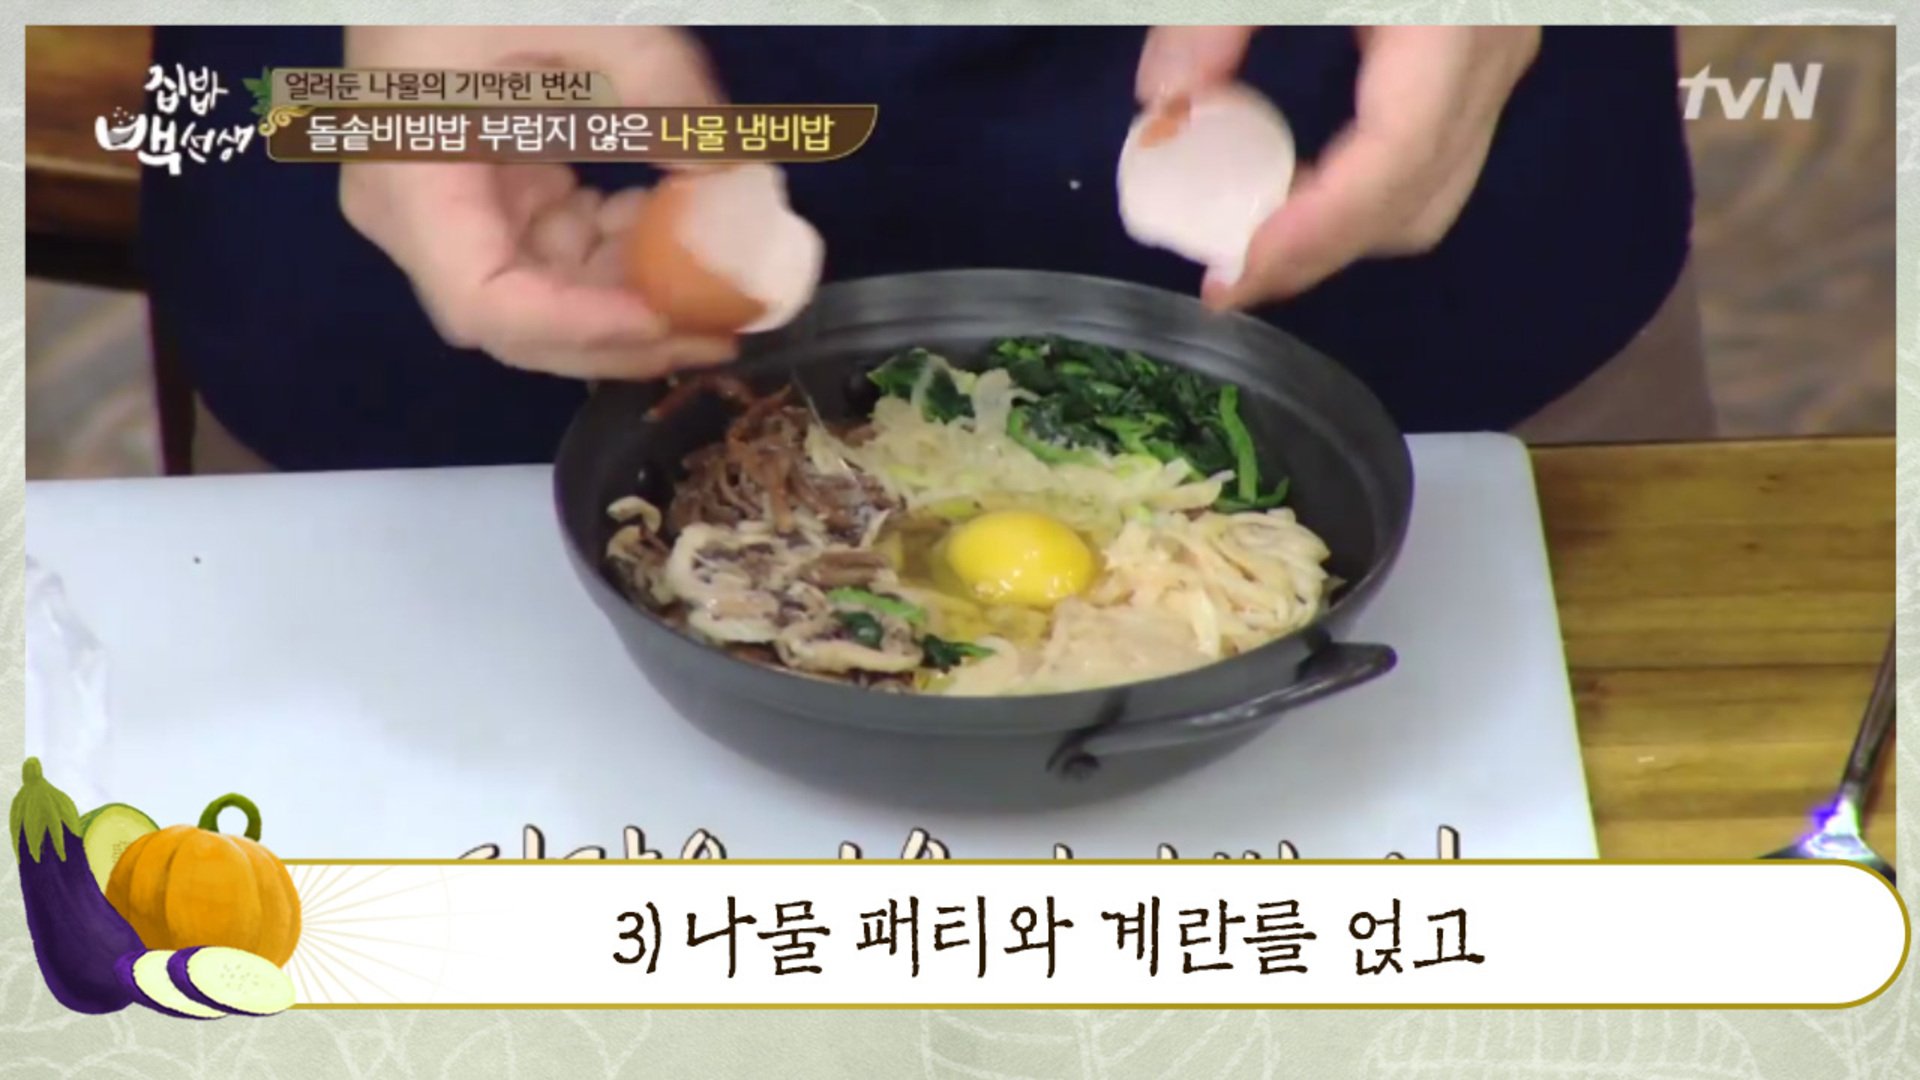 집밥
백선생
얼려둔 나물의 기막힌 변신
돌솥비빔밥 부럽지 않은 나물 냄비밥
tvN
3) 나물 패티와 계란를 얹고